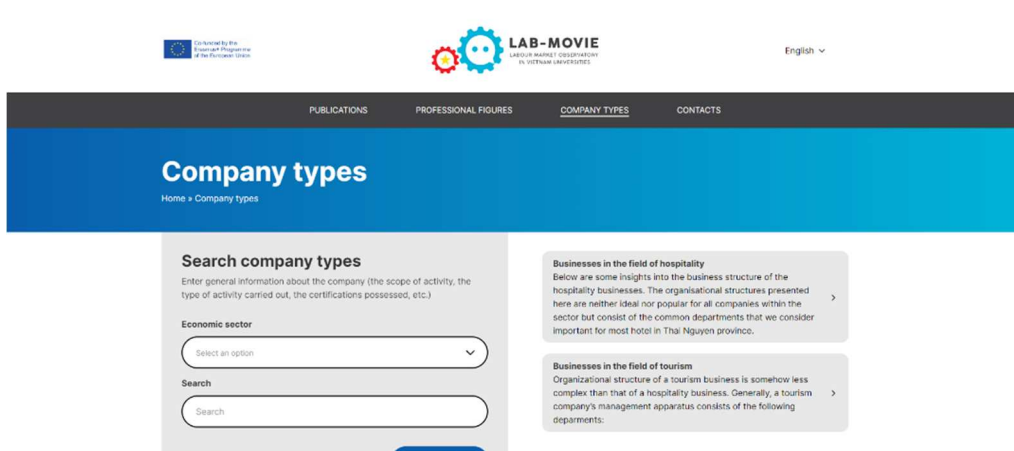 Co-funded by the
Erasmus+ Programme
of the European Union
LAB-MOVIE
LABOUR MARKET OBSERVATORY
IN VIETNAM UNIVERSITIES
English
PUBLICATIONS
PROFESSIONAL FIGURES
COMPANY TYPES
CONTACTS
Company types
Home » Company types
Search company types
Enter general information about the company (the scope of activity, the
type of activity carried out, the certifications possessed, etc.)
Economic sector
Select an option
Search
Search
Businesses in the field of hospitality
Below are some insights into the business structure of the
hospitality businesses. The organisational structures presented
here are neither ideal nor popular for all companies within the
sector but consist of the common departments that we consider
important for most hotel in Thai Nguyen province.
Businesses in the field of tourism
Organizational structure of a tourism business is somehow less
complex than that of a hospitality business. Generally, a tourism
company's management apparatus consists of the following
deparments: